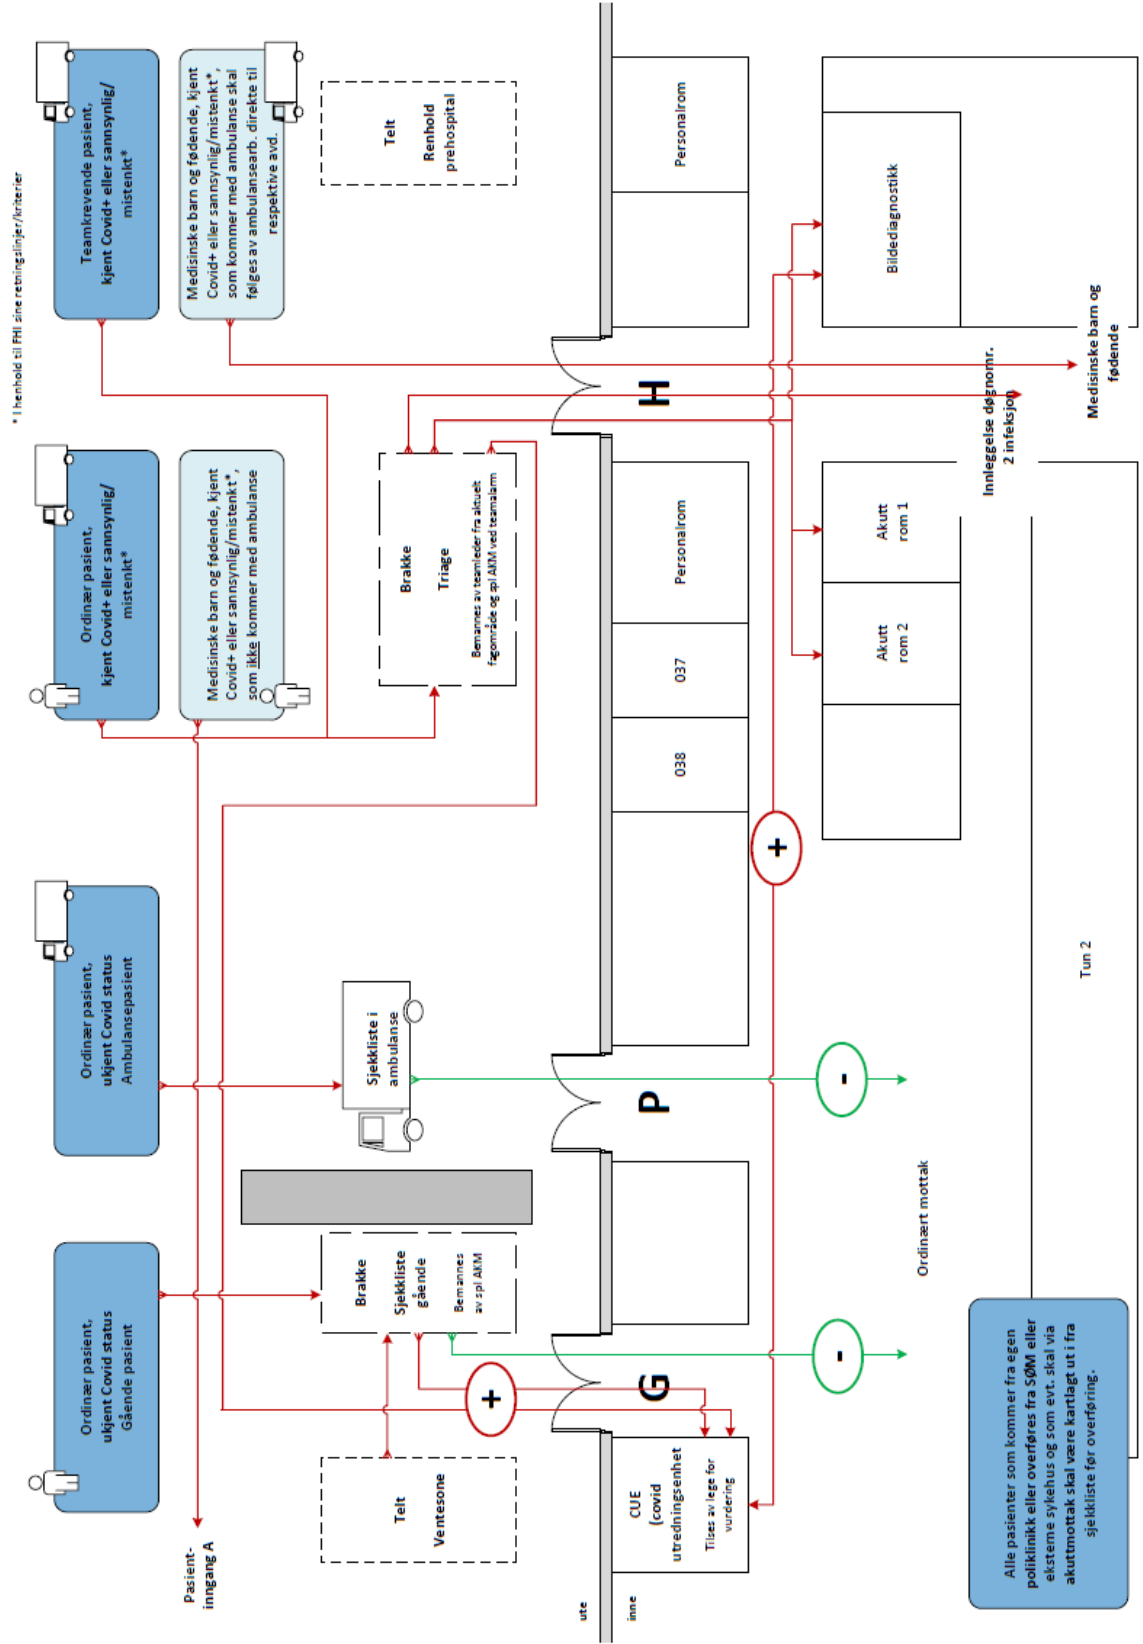 * I henhold til FHI sine retningslinjer/kriterier
Ordinær pasient,
ukjent Covid status
Gående pasient
Ordinær pasient,
ukjent Covid status
Ambulansepasient
Ordinær pasient,
kjent Covid+ eller sannsynlig/
mistenkt*
Teamkrevende pasient,
kjent Covid+ eller sannsynlig/
mistenkt*
Medisinske barn og fødende, kjent
Covid+ eller sannsynlig/mistenkt*,
som ikke kommer med ambulanse
Medisinske barn og fødende, kjent
Covid+ eller sannsynlig/mistenkt*,
som kommer med ambulanse skal
følges av ambulansearb. direkte til
respektive avd.
Pasient-
inngang A
Telt
Ventesone
Brakke
Sjekkliste
gående
Bemannes
av spl AKM
Sjekkliste i
ambulanse
Brakke
Triage
Bemannes av teamleder fra aktuelt
fagområde og spl AKM ved teamalarm
Telt
Renhold
prehospital
+
ute
inne
G
P
H
CUE
(covid
utredningsenhet
Tilses av lege for
vurdering
038
037
Personalrom
Personalrom
+
-
-
Akutt
rom 2
Akutt
rom 1
Bildediagnostikk
Ordinært mottak
Innleggelse døgnomr.
2 infeksjon
Medisinske barn og
fødende
Tun 2
Alle pasienter som kommer fra egen
poliklinikk eller overføres fra SØM eller
eksterne sykehus og som evt. skal via
akuttmottak skal være kartlagt ut i fra
sjekkliste før overføring.